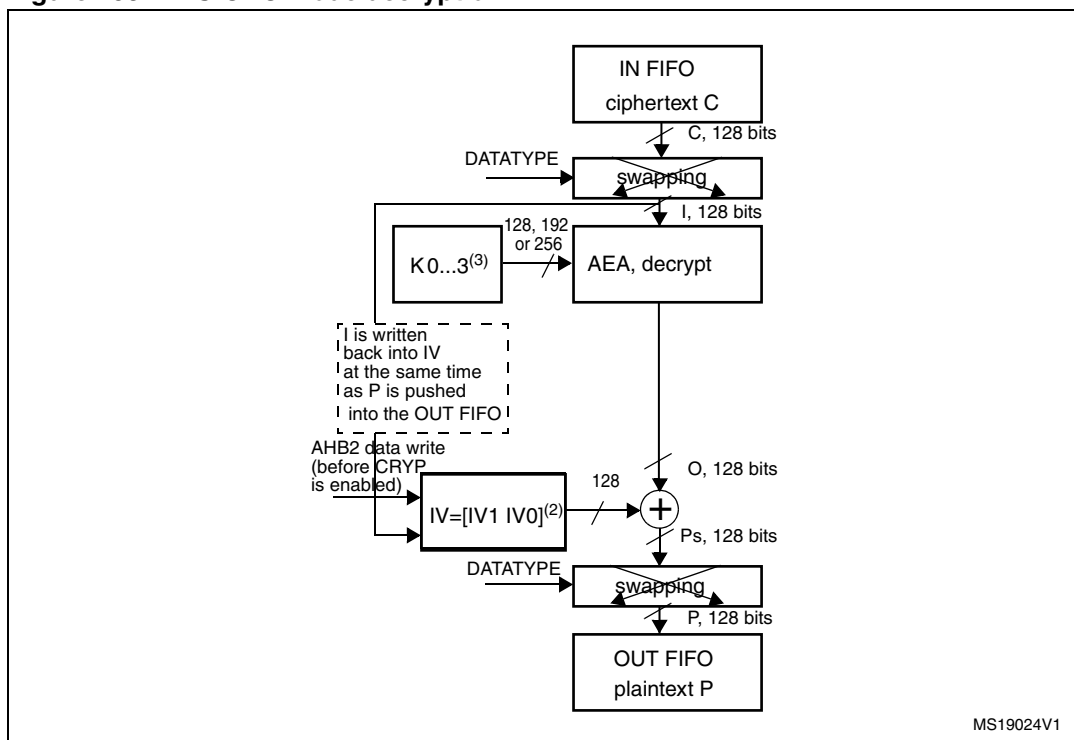 IN FIFO
ciphertext C
C, 128 bits
DATATYPE
swapping
I, 128 bits
128, 192
or 256
K 0...3(3)
AEA, decrypt
I is written
back into IV
at the same time
as P is pushed
into the OUT FIFO
AHB2 data write
(before CRYP
is enabled)
IV=[IV1 IV0](2)
128
O, 128 bits
+
Ps, 128 bits
DATATYPE
swapping
P, 128 bits
OUT FIFO
plaintext P
MS19024V1